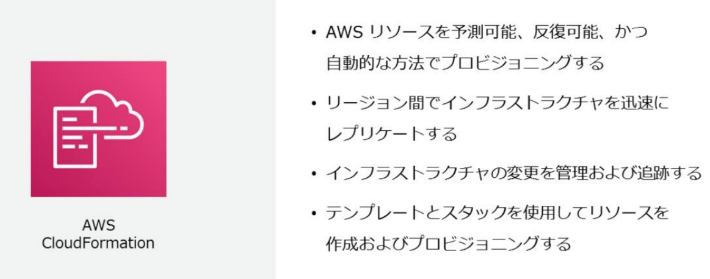 AWS
CloudFormation
• AWS リソースを予測可能、反復可能、かつ
自動的な方法でプロビジョニングする
• リージョン間でインフラストラクチャを迅速に
レプリケートする
• インフラストラクチャの変更を管理および追跡する
• テンプレートとスタックを使用してリソースを
作成およびプロビジョニングする